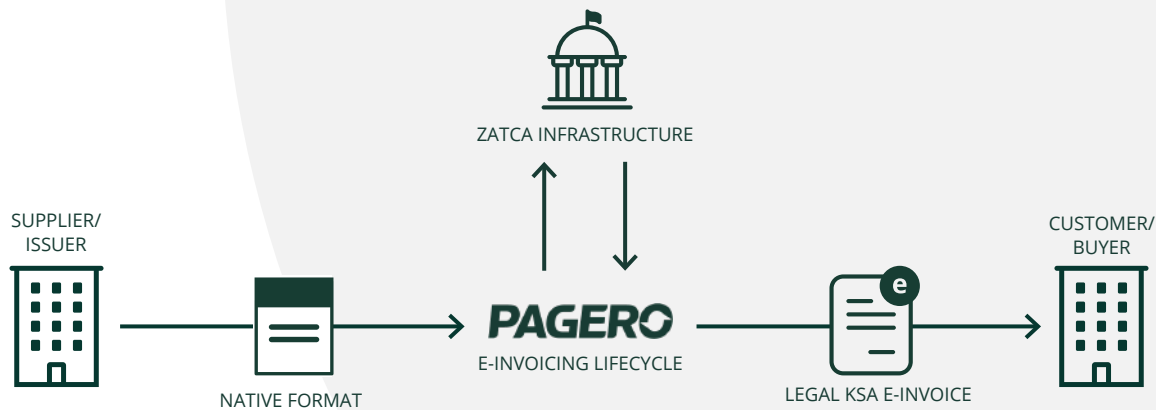 ZATCA INFRASTRUCTURE
SUPPLIER/
ISSUER
CUSTOMER/
BUYER
e
PAGERO
E-INVOICING LIFECYCLE
NATIVE FORMAT
LEGAL KSA E-INVOICE